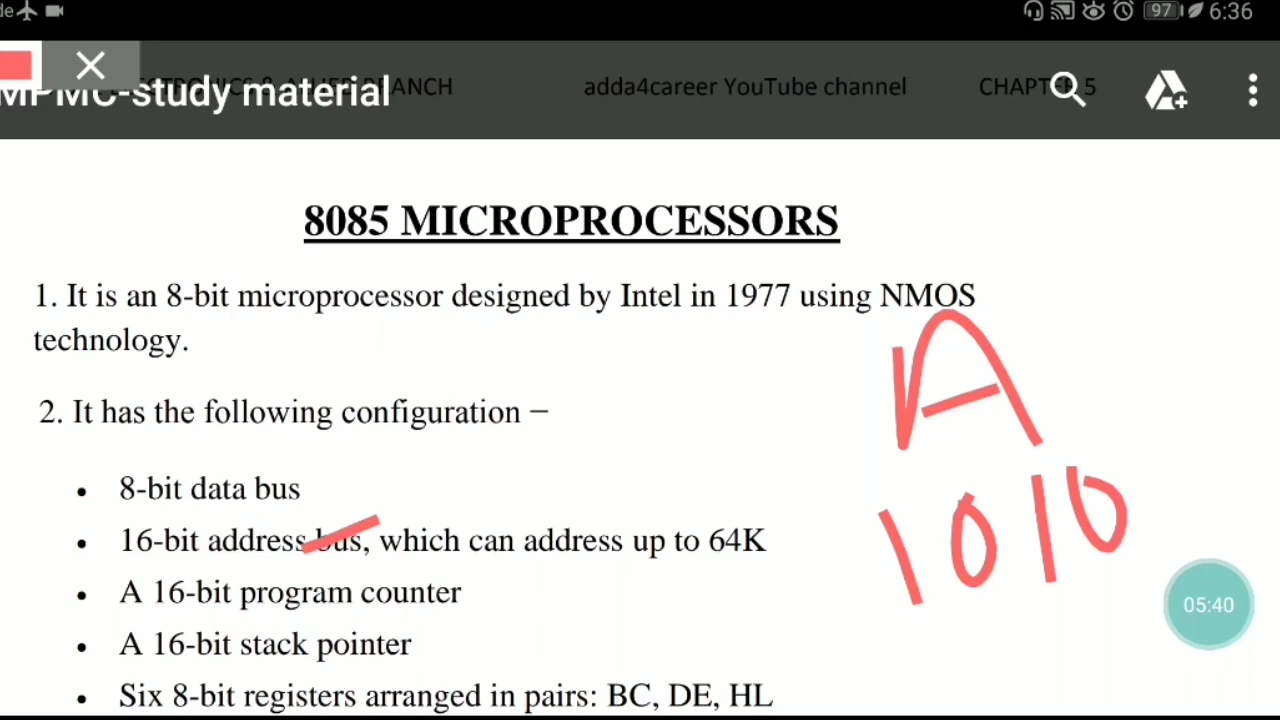 97 6:36
ANCH adda4career YouTube channel CHAPTER 5
MPMC-study material
8085 MICROPROCESSORS
1. It is an 8-bit microprocessor designed by Intel in 1977 using NMOS
technology.
A
2. It has the following configuration –
8-bit data bus
16-bit address bus, which can address up to 64K
1010
A 16-bit program counter
05:40
A 16-bit stack pointer
Six 8-bit registers arranged in pairs: BC, DE, HL